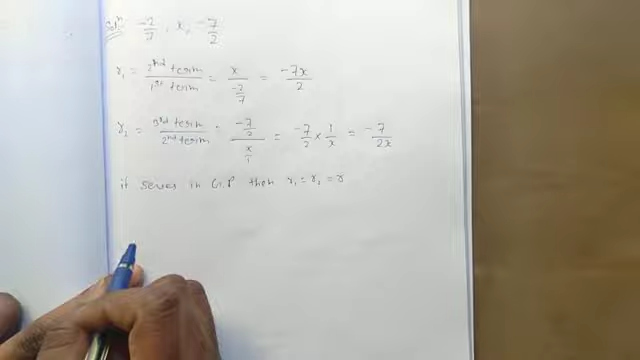 Solⁿ -2/7, x, -7/2
r₁ = 2nd term / 1st term = x / (-2/7) = -7x/2
r₂ = 3rd term / 2nd term = (-7/2) / (x/1) = -7/2 × 1/x = -7/2x
if series in G.P then r₁ = r₂ = r